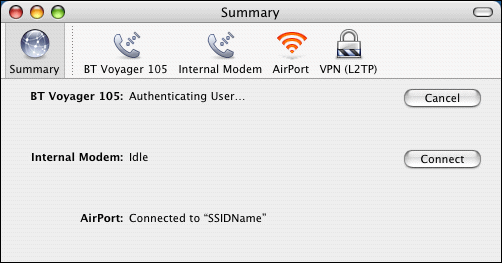 Summary
Summary BT Voyager 105 Internal Modem AirPort VPN (L2TP)
BT Voyager 105: Authenticating User... Cancel
Internal Modem: Idle Connect
AirPort: Connected to “SSIDName”